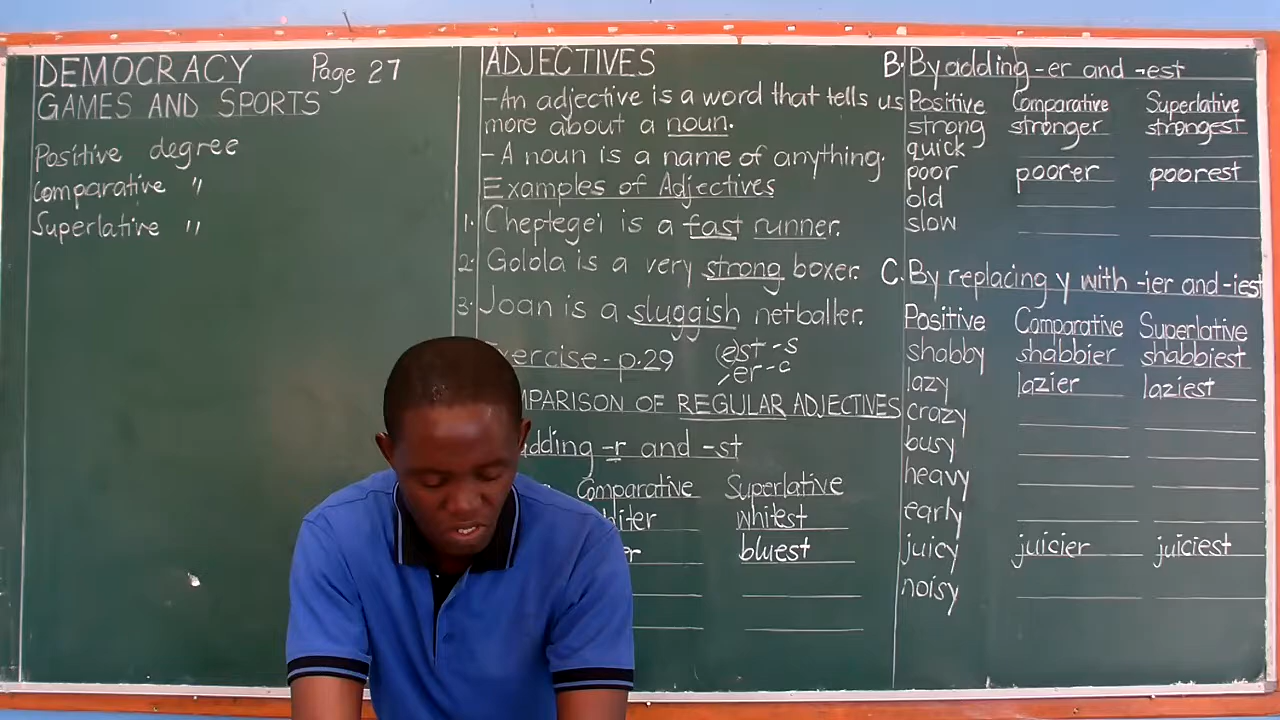 DEMOCRACY Page 27
GAMES AND SPORTS
Positive degree
Comparative "
Superlative "
ADJECTIVES
-An adjective is a word that tells us
more about a noun.
-A noun is a name of anything.
Examples of Adjectives
1. Cheptegei is a fast runner.
2. Golola is a very strong boxer.
3. Joan is a sluggish netballer.
Exercise - p.29 (e)st - s
-er - c
MPARISON OF REGULAR ADJECTIVES
adding -r and -st
Comparative Superlative
whitest
bluest
B. By adding -er and -est
Positive Comparative Superlative
strong stronger strongest
quick
poor poorer poorest
old
slow
C. By replacing y with -ier and -iest
Positive Comparative Superlative
shabby shabbier shabbiest
lazy lazier laziest
crazy
busy
heavy
early
juicy juicier juiciest
noisy